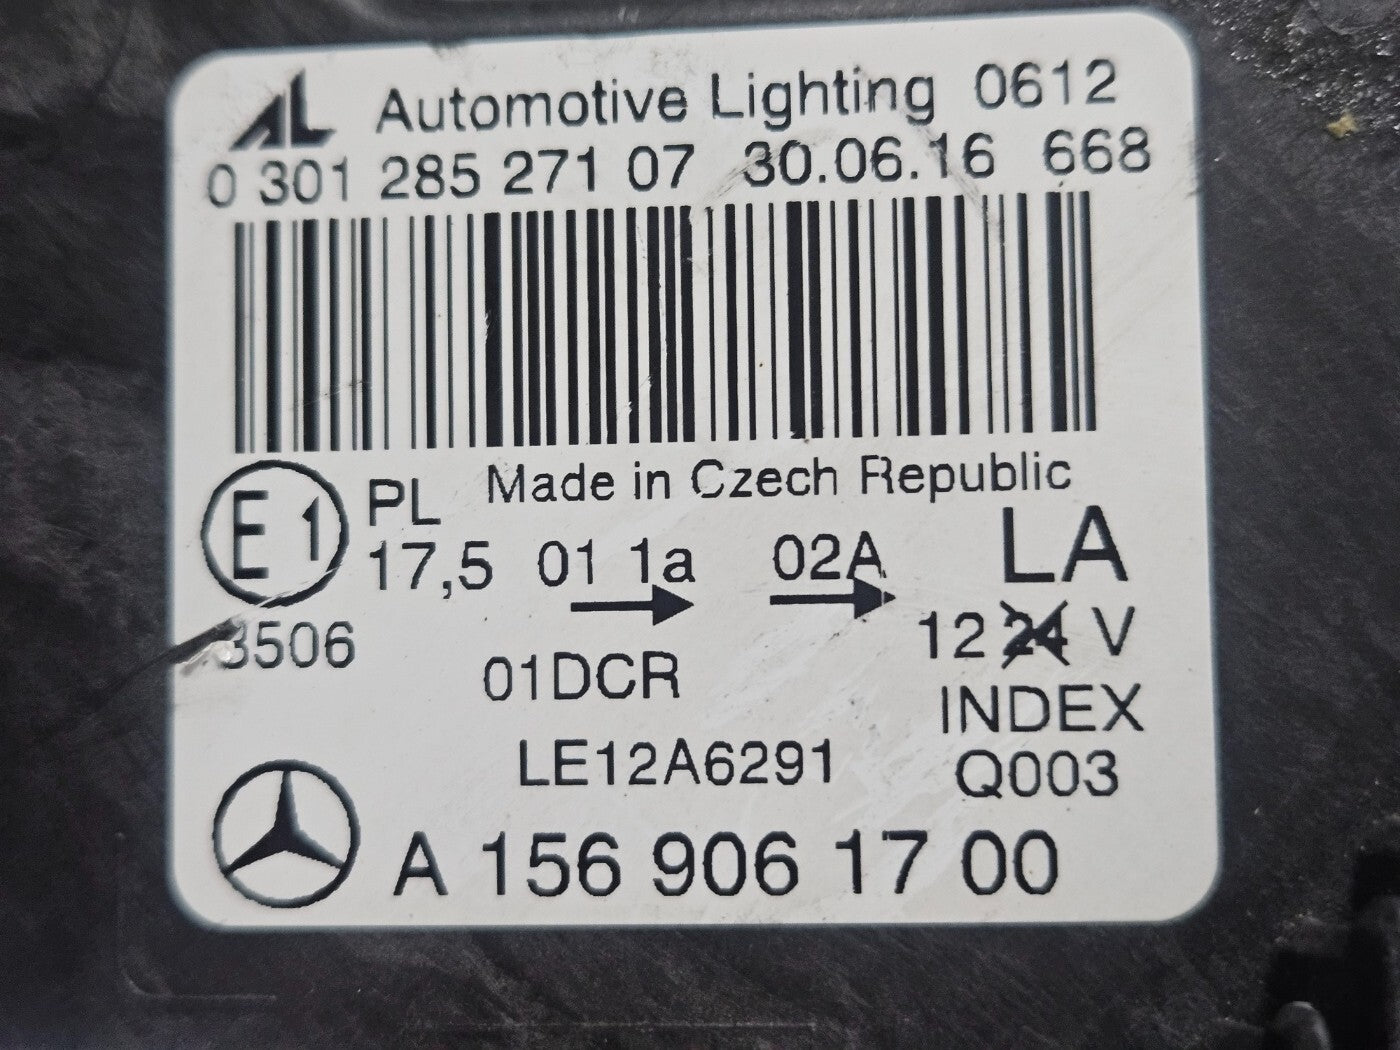 AL Automotive Lighting 0612
0 301 285 271 07 30.06.16 668
Made in Czech Republic
E1 PL LA
17,5 01 1a 02A
3506 12 24 V
01DCR INDEX
LE12A6291 Q003
A 156 906 17 00